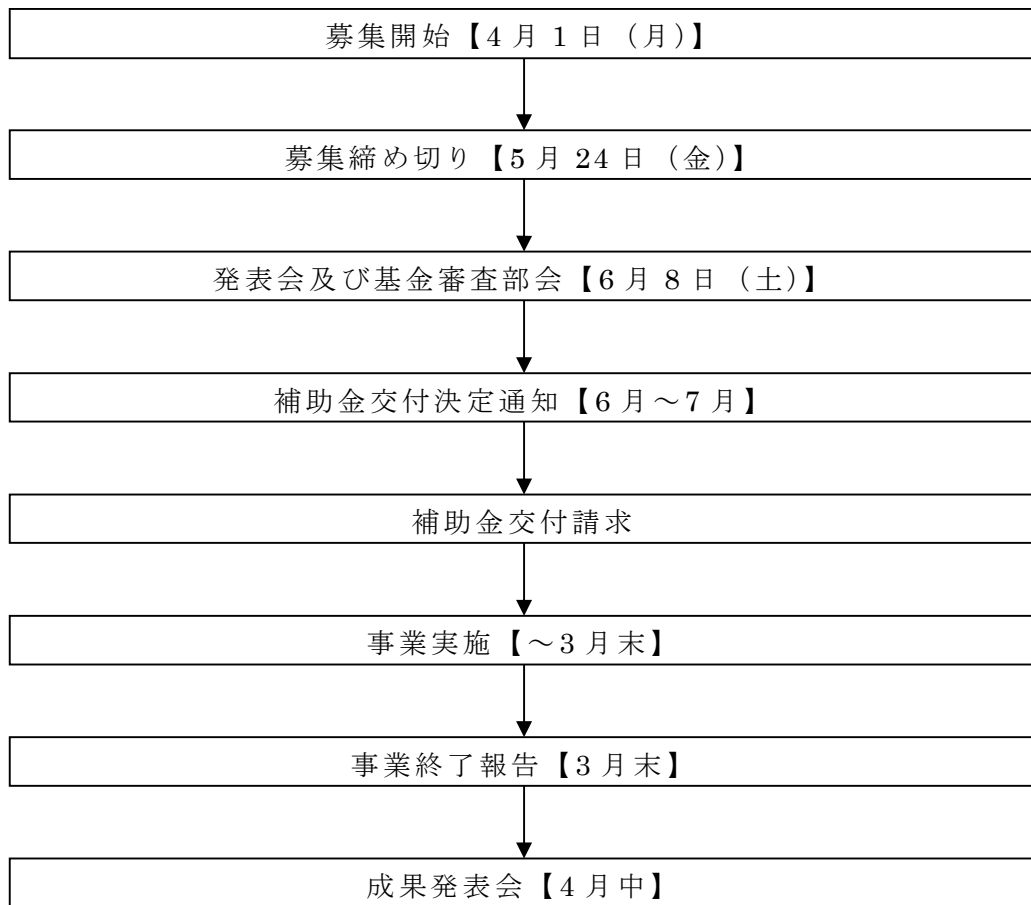 募集開始【4月1日（月）】
募集締め切り【5月24日（金）】
発表会及び基金審査部会【6月8日（土）】
補助金交付決定通知【6月～7月】
補助金交付請求
事業実施【～3月末】
事業終了報告【3月末】
成果発表会【4月中】